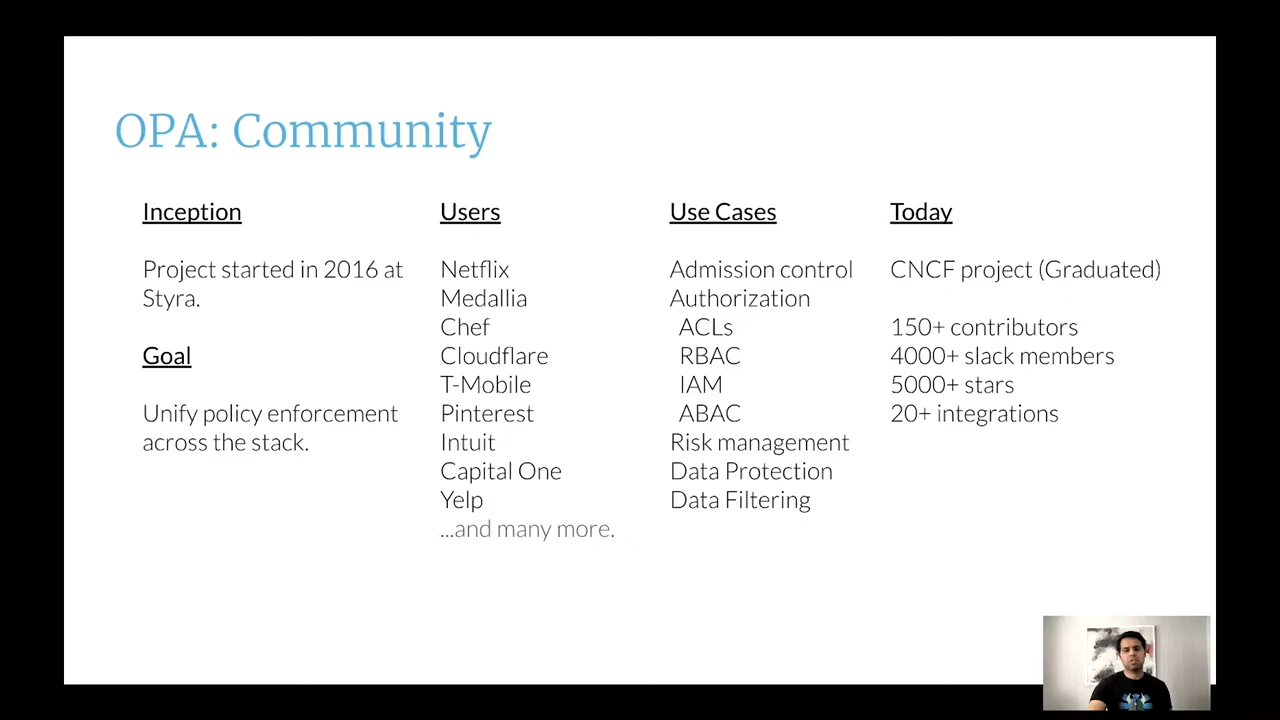 OPA: Community
Inception
Project started in 2016 at
Styra.
Goal
Unify policy enforcement
across the stack.
Users
Netflix
Medallia
Chef
Cloudflare
T-Mobile
Pinterest
Intuit
Capital One
Yelp
...and many more.
Use Cases
Admission control
Authorization
ACLs
RBAC
IAM
ABAC
Risk management
Data Protection
Data Filtering
Today
CNCF project (Graduated)
150+ contributors
4000+ slack members
5000+ stars
20+ integrations